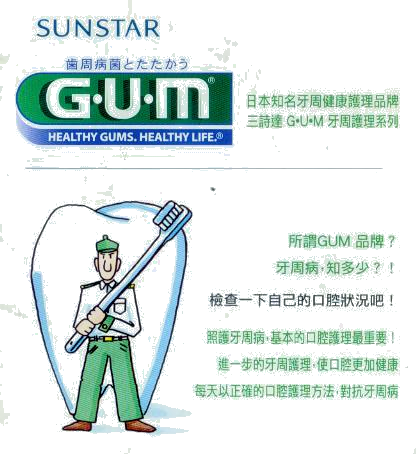 SUNSTAR
歯周病菌とたたかう
G·U·M®
HEALTHY GUMS. HEALTHY LIFE.®
日本知名牙周健康護理品牌
三詩達 G•U•M 牙周護理系列
所謂GUM 品牌？
牙周病，知多少？！
檢查一下自己的口腔狀況吧！
照護牙周病，基本的口腔護理最重要！
進一步的牙周護理，使口腔更加健康
每天以正確的口腔護理方法，對抗牙周病